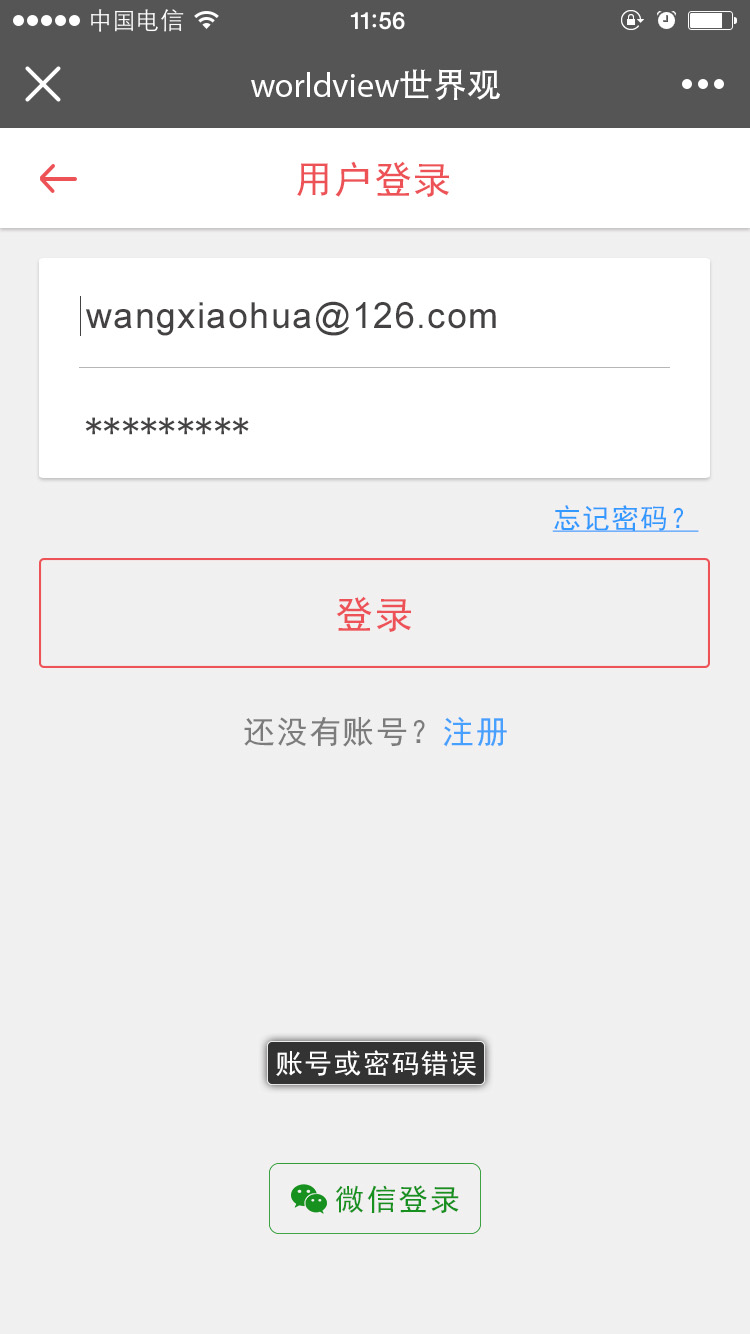 中国电信 11:56
worldview世界观
用户登录
wangxiaohua@126.com
*********
忘记密码？
登录
还没有账号？注册
账号或密码错误
微信登录